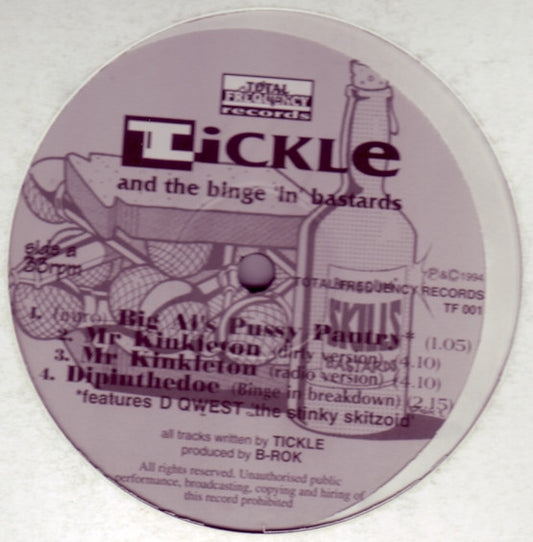 TOTAL
FREQUENCY
records
TiCKLe
and the binge 'in' bastards
side a
33rpm
P&C1994
TOTAL FREQUENCY RECORDS
TF 001
SKILLS
BASTARDS
1. (intro) Big Al's Pussy Pantry* (1.05)
2. Mr Kinkleton (dirty version) (4.10)
3. Mr Kinkleton (radio version) (4.10)
4. Dipinthedoe (Binge in breakdown) (2.15)
*features D QWEST "the stinky skitzoid"
all tracks written by TICKLE
produced by B-ROK
All rights reserved. Unauthorised public
performance, broadcasting, copying and hiring of
this record prohibited